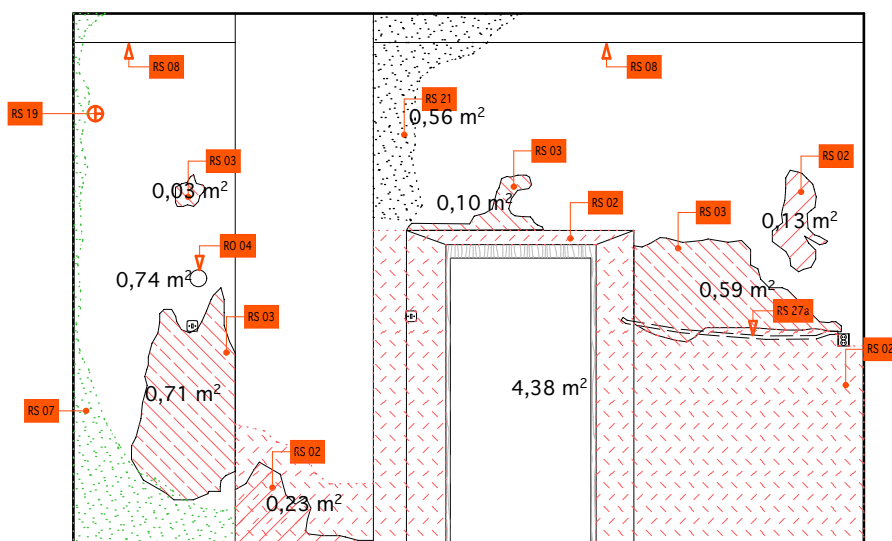 RS 08
RS 08
RS 19
RS 21
0,56 m²
RS 03
RS 03
RS 02
0,03 m²
0,10 m²
RS 02
RS 03
0,13 m²
RO 04
0,74 m²
0,59 m²
RS 03
RS 27a
RS 02
0,71 m²
4,38 m²
RS 07
RS 02
0,23 m²